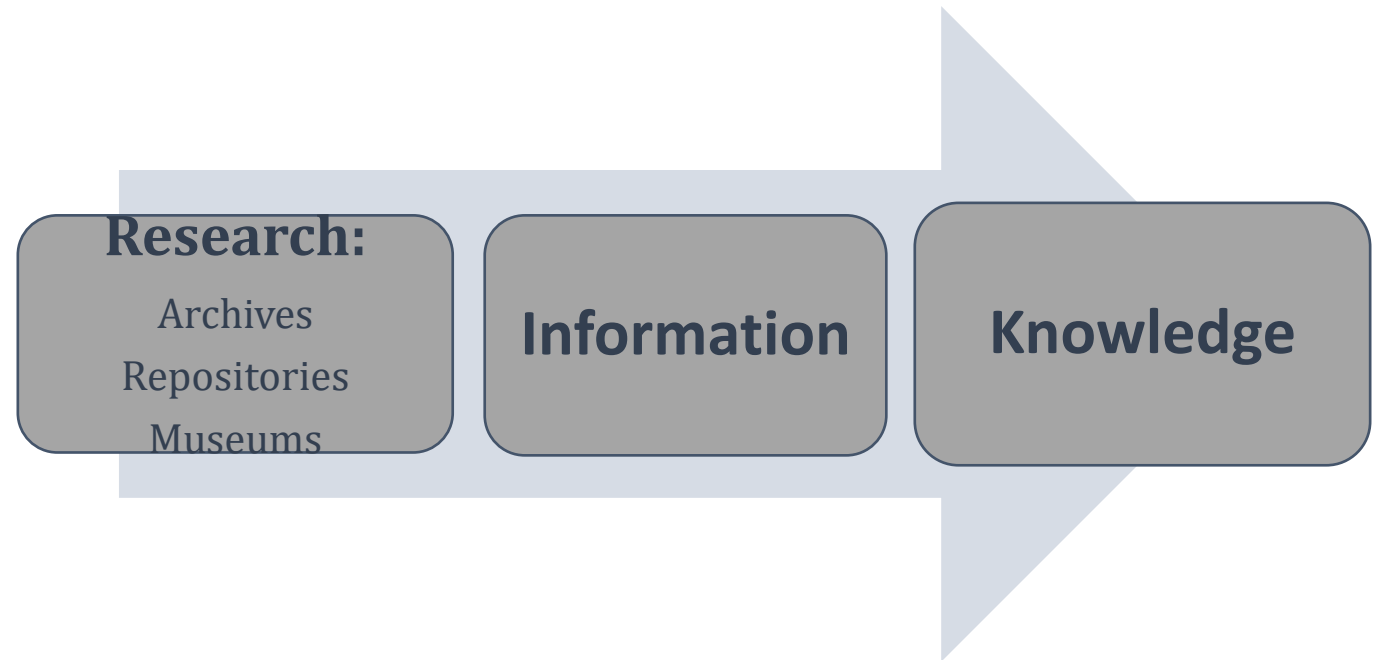 Research:
Archives
Repositories
Museums
Information
Knowledge